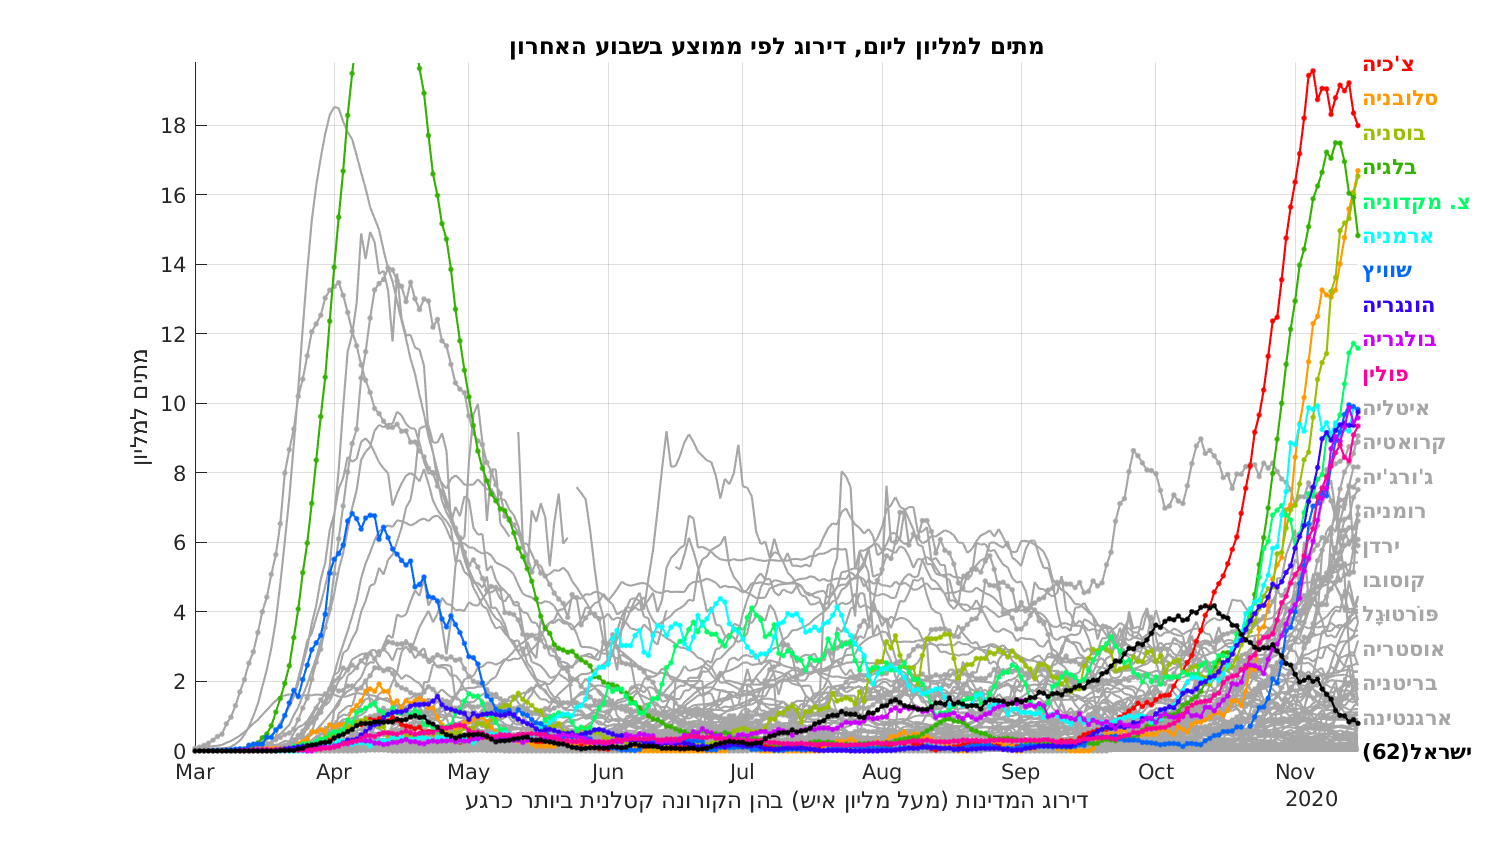 מתים למליון ליום, דירוג לפי ממוצע בשבוע האחרון
מתים למליון
18
16
14
12
10
8
6
4
2
0
Mar Apr May Jun Jul Aug Sep Oct Nov
2020
דירוג המדינות (מעל מליון איש) בהן הקורונה קטלנית ביותר כרגע
צ'כיה
סלובניה
בוסניה
בלגיה
צ. מקדוניה
ארמניה
שוויץ
הונגריה
בולגריה
פולין
איטליה
קרואטיה
ג'ורג'יה
רומניה
ירדן
קוסובו
פּוֹרטוּגָל
אוסטריה
בריטניה
ארגנטינה
ישראל(62)